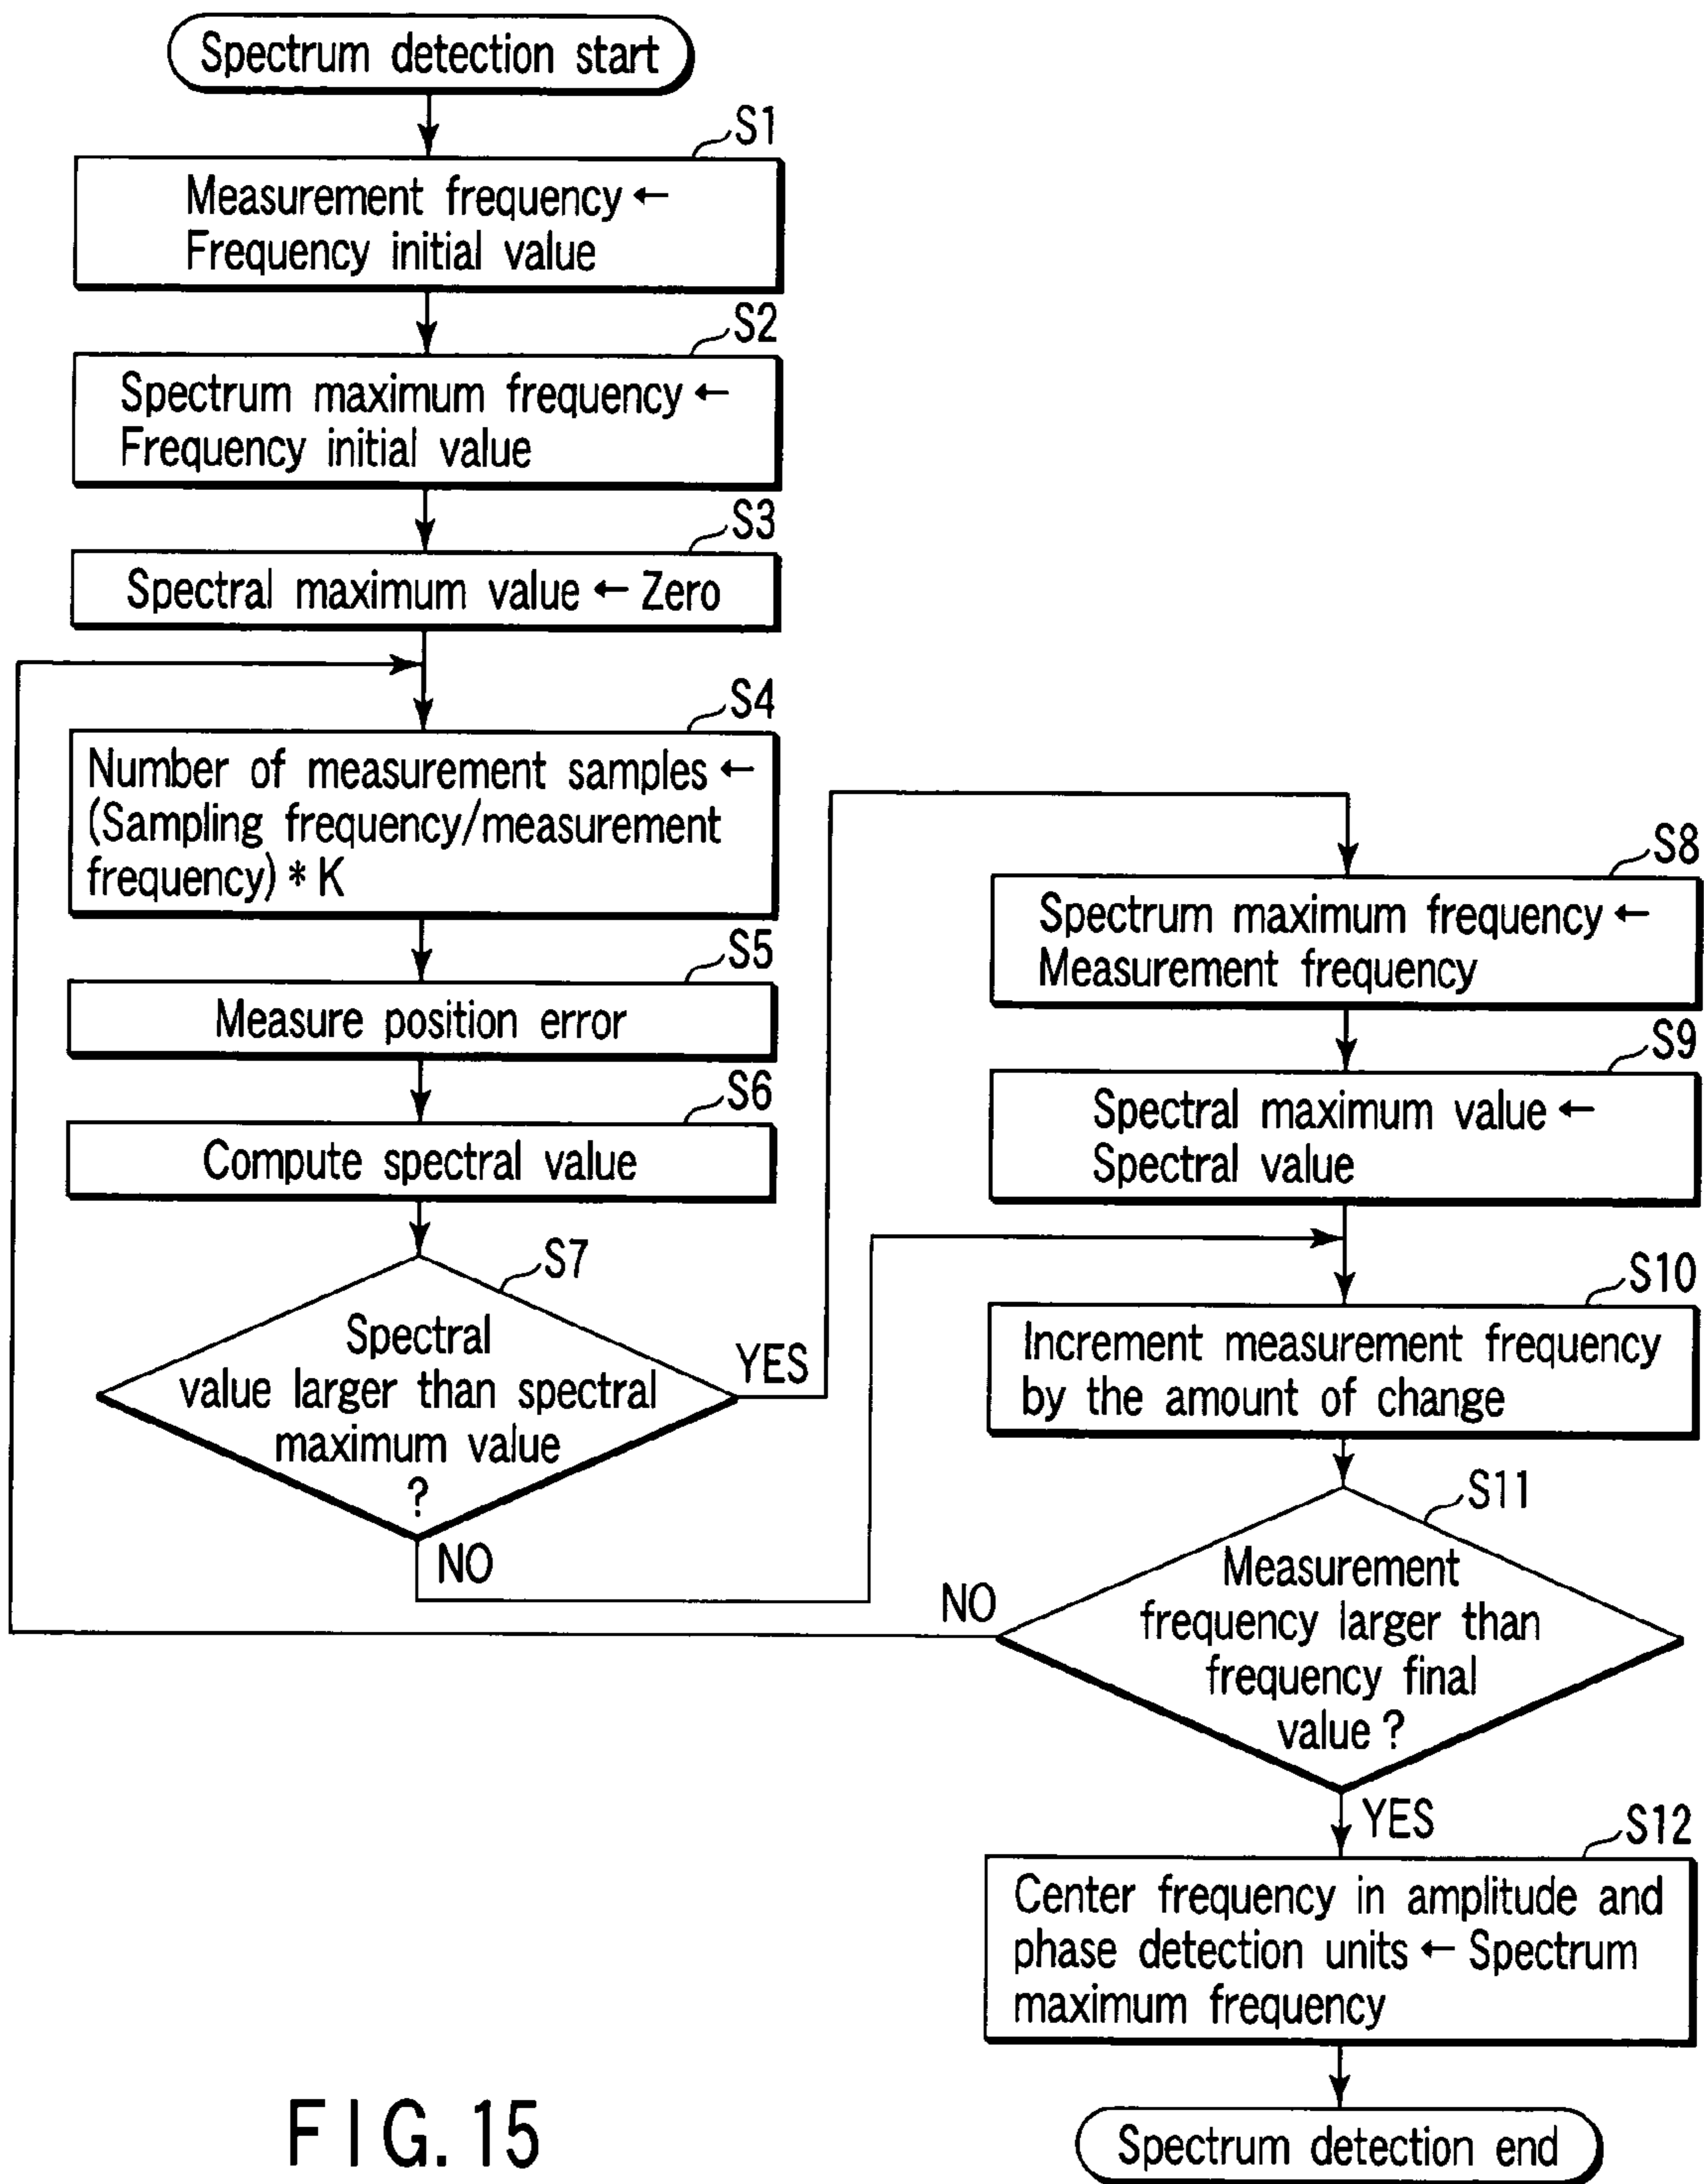 Spectrum detection start
S1
Measurement frequency ←
Frequency initial value
S2
Spectrum maximum frequency ←
Frequency initial value
S3
Spectral maximum value ← Zero
S4
Number of measurement samples ←
(Sampling frequency/measurement
frequency) * K
S5
Measure position error
S6
Compute spectral value
S7
Spectral
value larger than spectral
maximum value
?
YES
NO
S8
Spectrum maximum frequency ←
Measurement frequency
S9
Spectral maximum value ←
Spectral value
S10
Increment measurement frequency
by the amount of change
S11
Measurement
frequency larger than
frequency final
value ?
NO
YES
S12
Center frequency in amplitude and
phase detection units ← Spectrum
maximum frequency
Spectrum detection end
FIG. 15